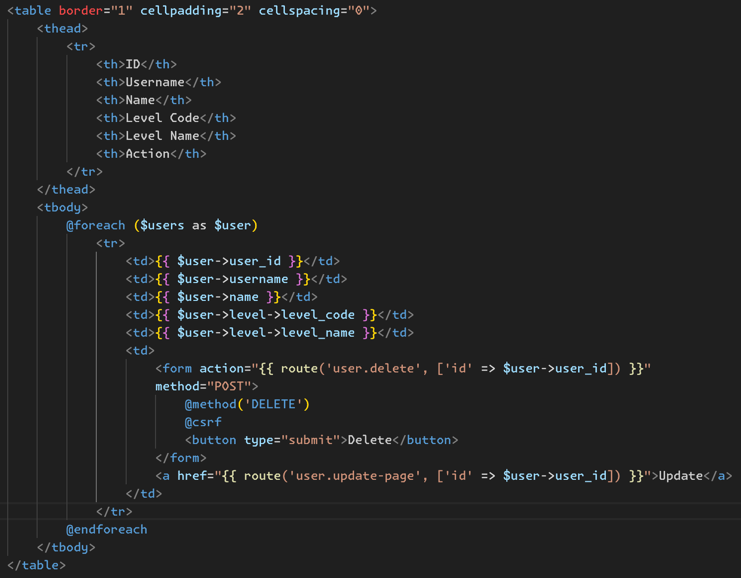 <table border="1" cellpadding="2" cellspacing="0">
    <thead>
        <tr>
            <th>ID</th>
            <th>Username</th>
            <th>Name</th>
            <th>Level Code</th>
            <th>Level Name</th>
            <th>Action</th>
        </tr>
    </thead>
    <tbody>
        @foreach ($users as $user)
            <tr>
                <td>{{ $user->user_id }}</td>
                <td>{{ $user->username }}</td>
                <td>{{ $user->name }}</td>
                <td>{{ $user->level->level_code }}</td>
                <td>{{ $user->level->level_name }}</td>
                <td>
                    <form action="{{ route('user.delete', ['id' => $user->user_id]) }}"
                    method="POST">
                        @method('DELETE')
                        @csrf
                        <button type="submit">Delete</button>
                    </form>
                    <a href="{{ route('user.update-page', ['id' => $user->user_id]) }}">Update</a>
                </td>
            </tr>
        @endforeach
    </tbody>
</table>